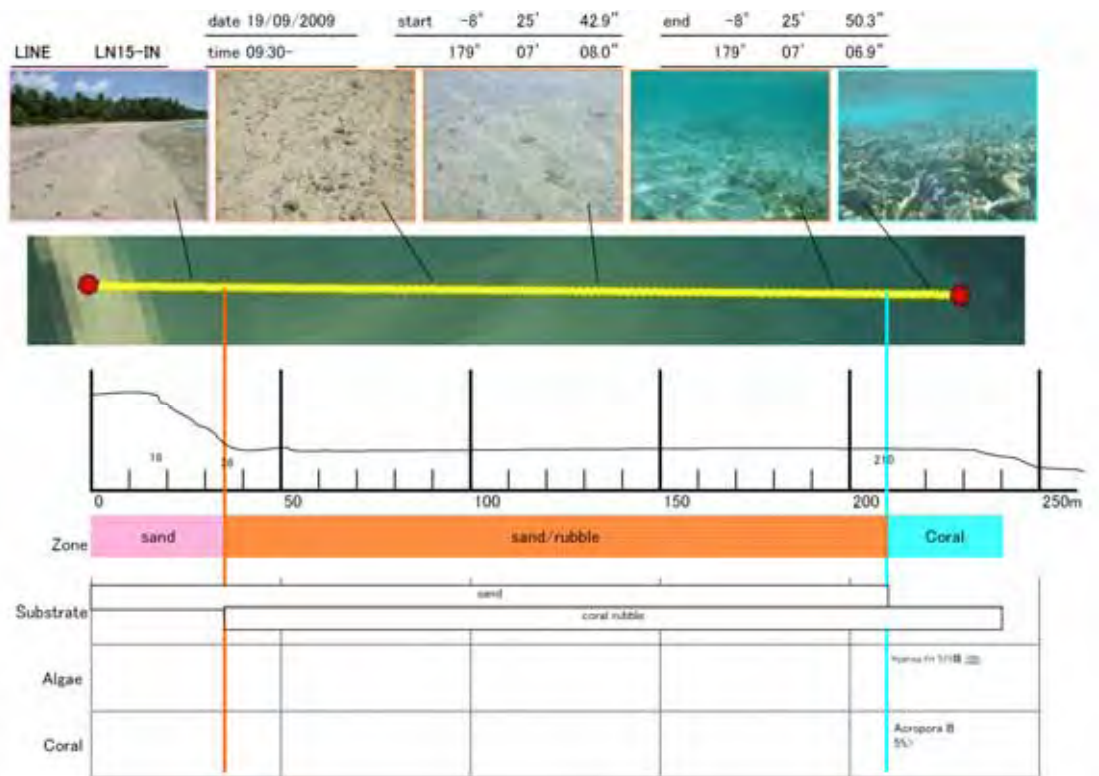 date 19/09/2009 start -8° 25' 42.9" end -8° 25' 50.3"
LINE LN15-IN time 09:30- 179° 07' 08.0" 179° 07' 06.9"
18 210
0 50 100 150 200 250m
Zone sand sand/rubble Coral
Substrate sand
coral rubble
Algae
Coral Acropora
5%>